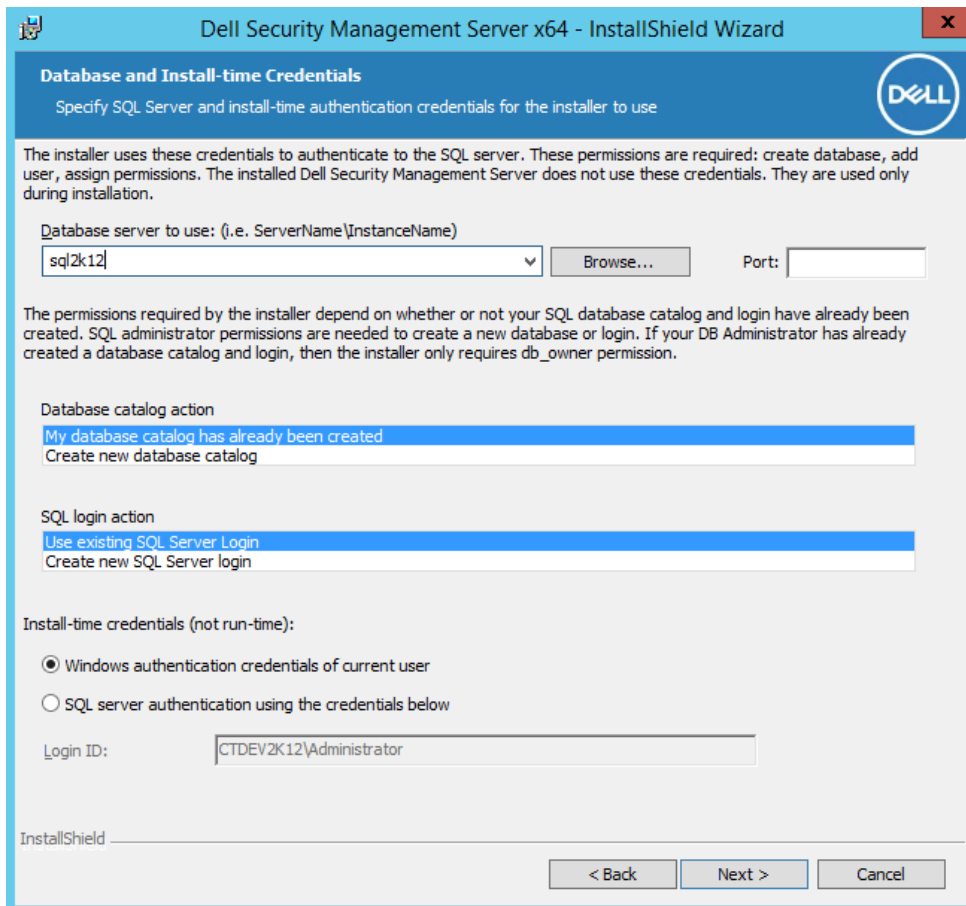 Dell Security Management Server x64 - InstallShield Wizard
x
Database and Install-time Credentials
Specify SQL Server and install-time authentication credentials for the installer to use
DELL
The installer uses these credentials to authenticate to the SQL server. These permissions are required: create database, add
user, assign permissions. The installed Dell Security Management Server does not use these credentials. They are used only
during installation.
Database server to use: (i.e. ServerName\InstanceName)
sql2k12
Browse...
Port:
The permissions required by the installer depend on whether or not your SQL database catalog and login have already been
created. SQL administrator permissions are needed to create a new database or login. If your DB Administrator has already
created a database catalog and login, then the installer only requires db_owner permission.
Database catalog action
My database catalog has already been created
Create new database catalog
SQL login action
Use existing SQL Server Login
Create new SQL Server login
Install-time credentials (not run-time):
Windows authentication credentials of current user
SQL server authentication using the credentials below
Login ID:
CTDEV2K12\Administrator
InstallShield
< Back
Next >
Cancel